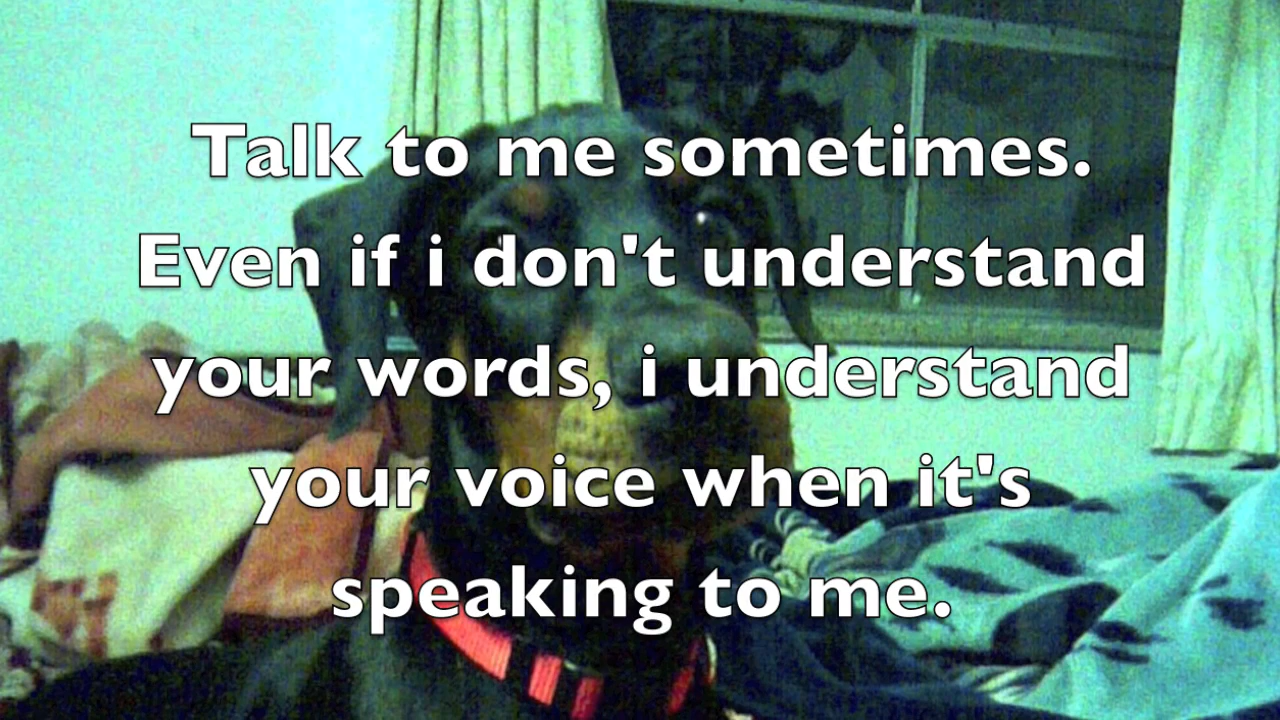 Talk to me sometimes.
Even if i don't understand
your words, i understand
your voice when it's
speaking to me.